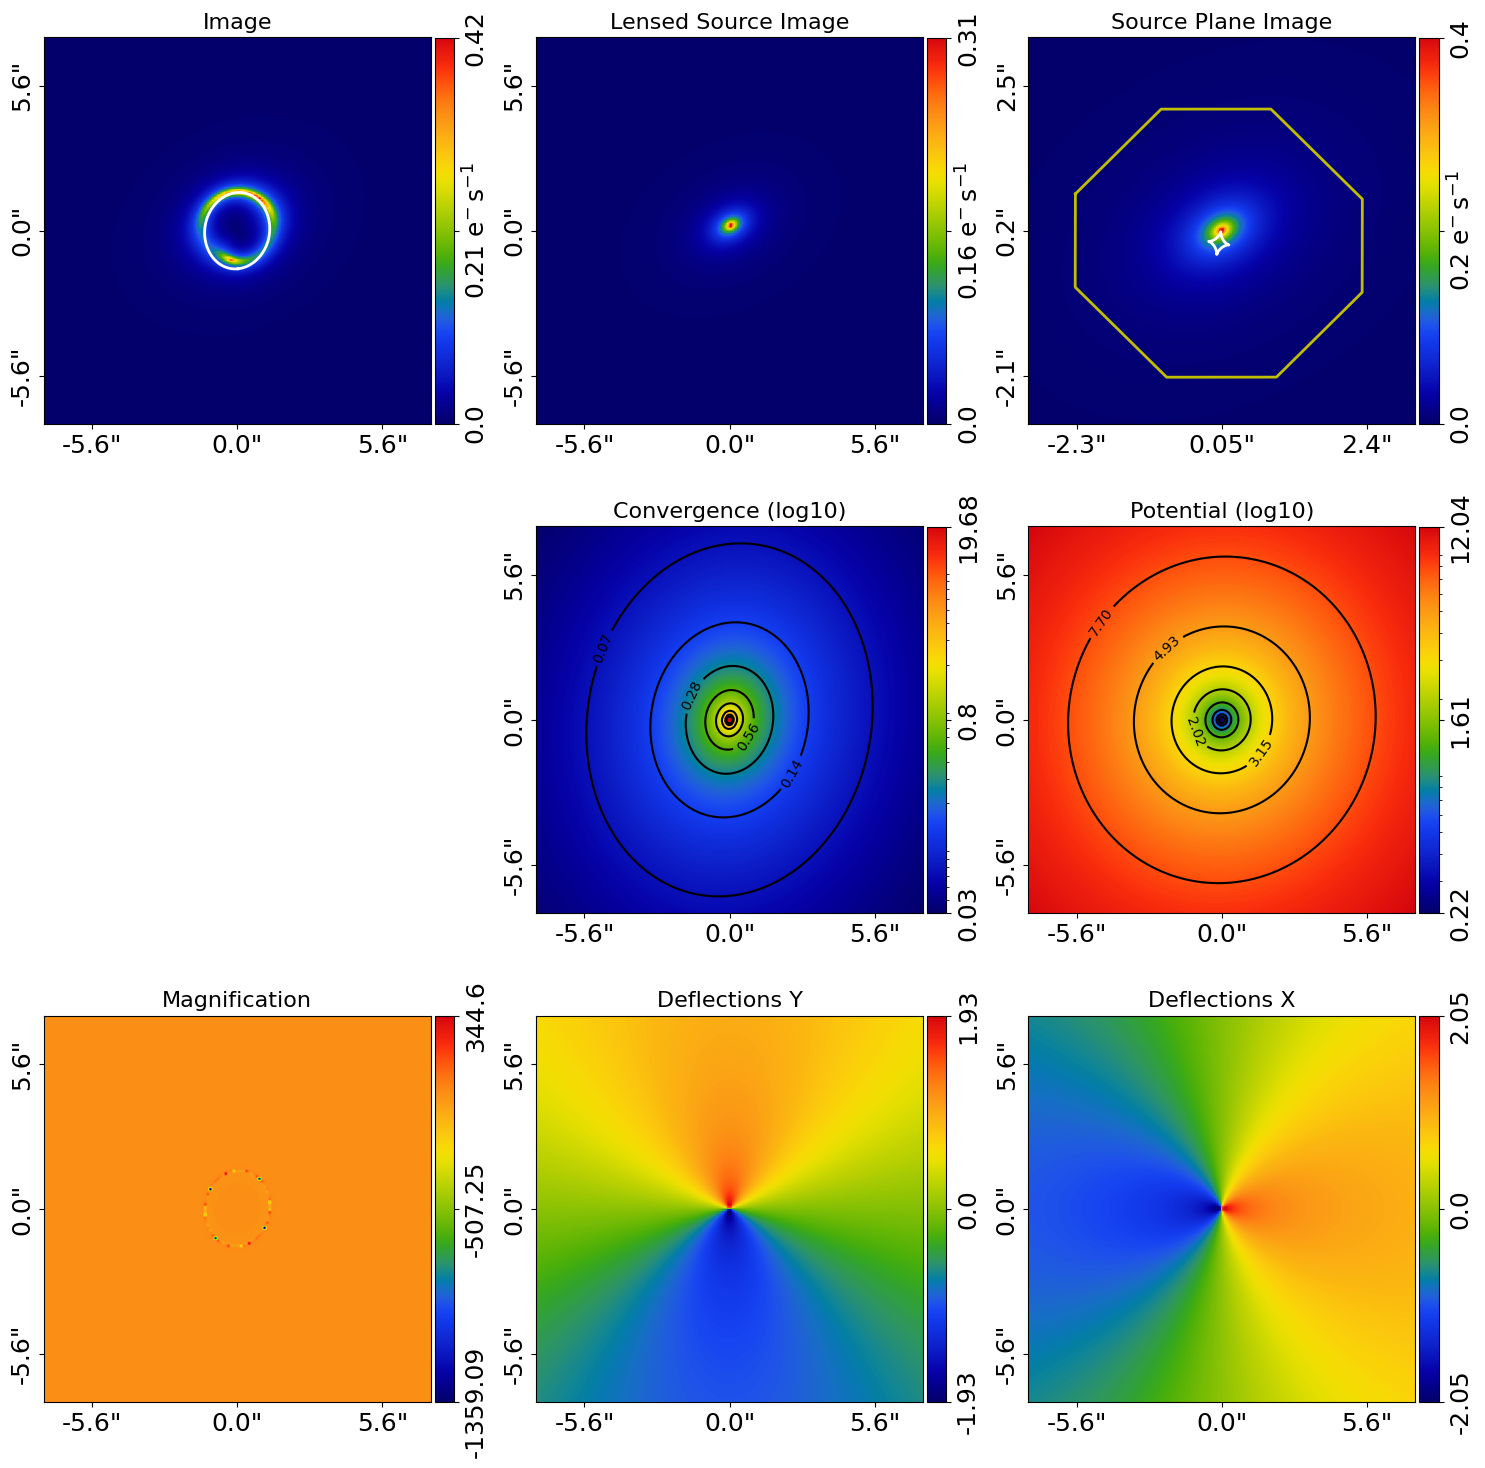 Image
5.6"
0.0"
-5.6"
-5.6" 0.0" 5.6"
0.42
0.21 e⁻ s⁻¹
0.0
Lensed Source Image
5.6"
0.0"
-5.6"
-5.6" 0.0" 5.6"
0.31
0.16 e⁻ s⁻¹
0.0
Source Plane Image
2.5"
0.2"
-2.1"
-2.3" 0.05" 2.4"
0.4
0.2 e⁻ s⁻¹
0.0
Convergence (log10)
5.6"
0.0"
-5.6"
-5.6" 0.0" 5.6"
0.07
0.28
0.56
0.14
19.68
0.8
0.03
Potential (log10)
5.6"
0.0"
-5.6"
-5.6" 0.0" 5.6"
7.70
4.93
2.02
3.15
12.04
1.61
0.22
Magnification
5.6"
0.0"
-5.6"
-5.6" 0.0" 5.6"
344.6
-507.25
-1359.09
Deflections Y
5.6"
0.0"
-5.6"
-5.6" 0.0" 5.6"
1.93
0.0
-1.93
Deflections X
5.6"
0.0"
-5.6"
-5.6" 0.0" 5.6"
2.05
0.0
-2.05